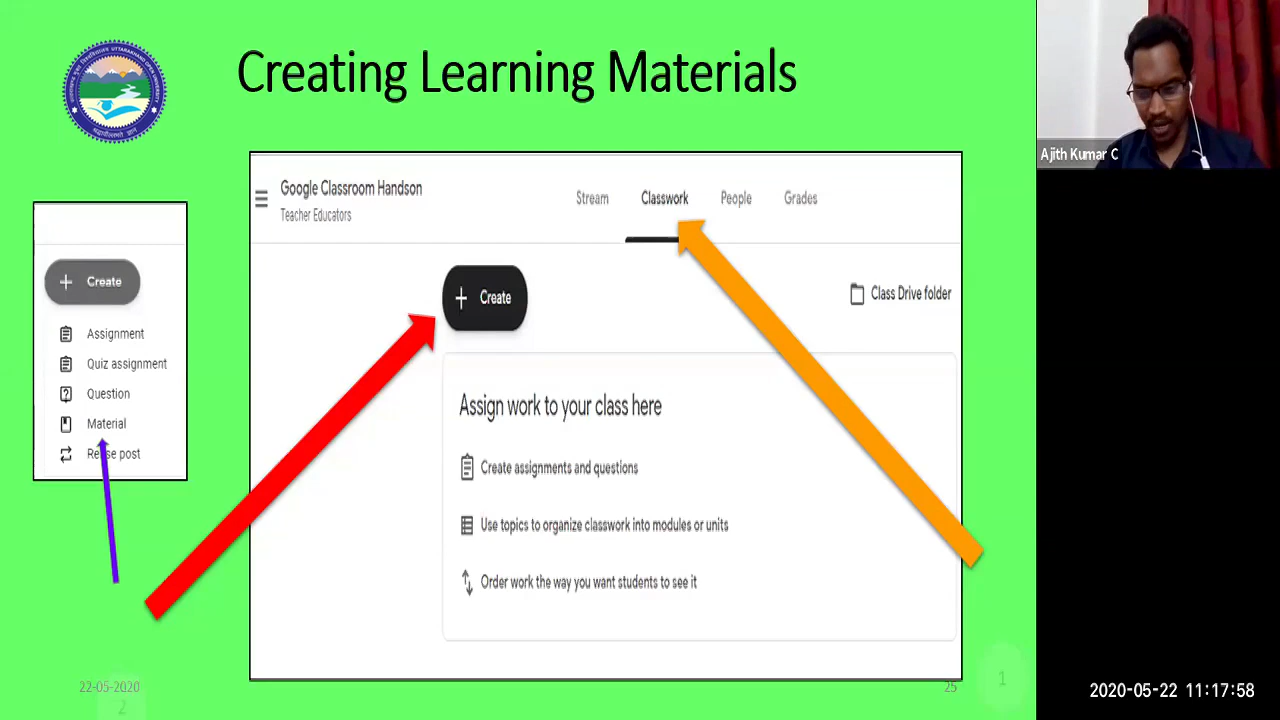 Creating Learning Materials
Google Classroom Handson
Teacher Educators
Stream
Classwork
People
Grades
Create
Class Drive folder
Assign work to your class here
Create assignments and questions
Use topics to organize classwork into modules or units
Order work the way you want students to see it
Create
Assignment
Quiz assignment
Question
Material
post
22-05-2020
2
25
1
Ajith Kumar C
2020-05-22 11:17:58